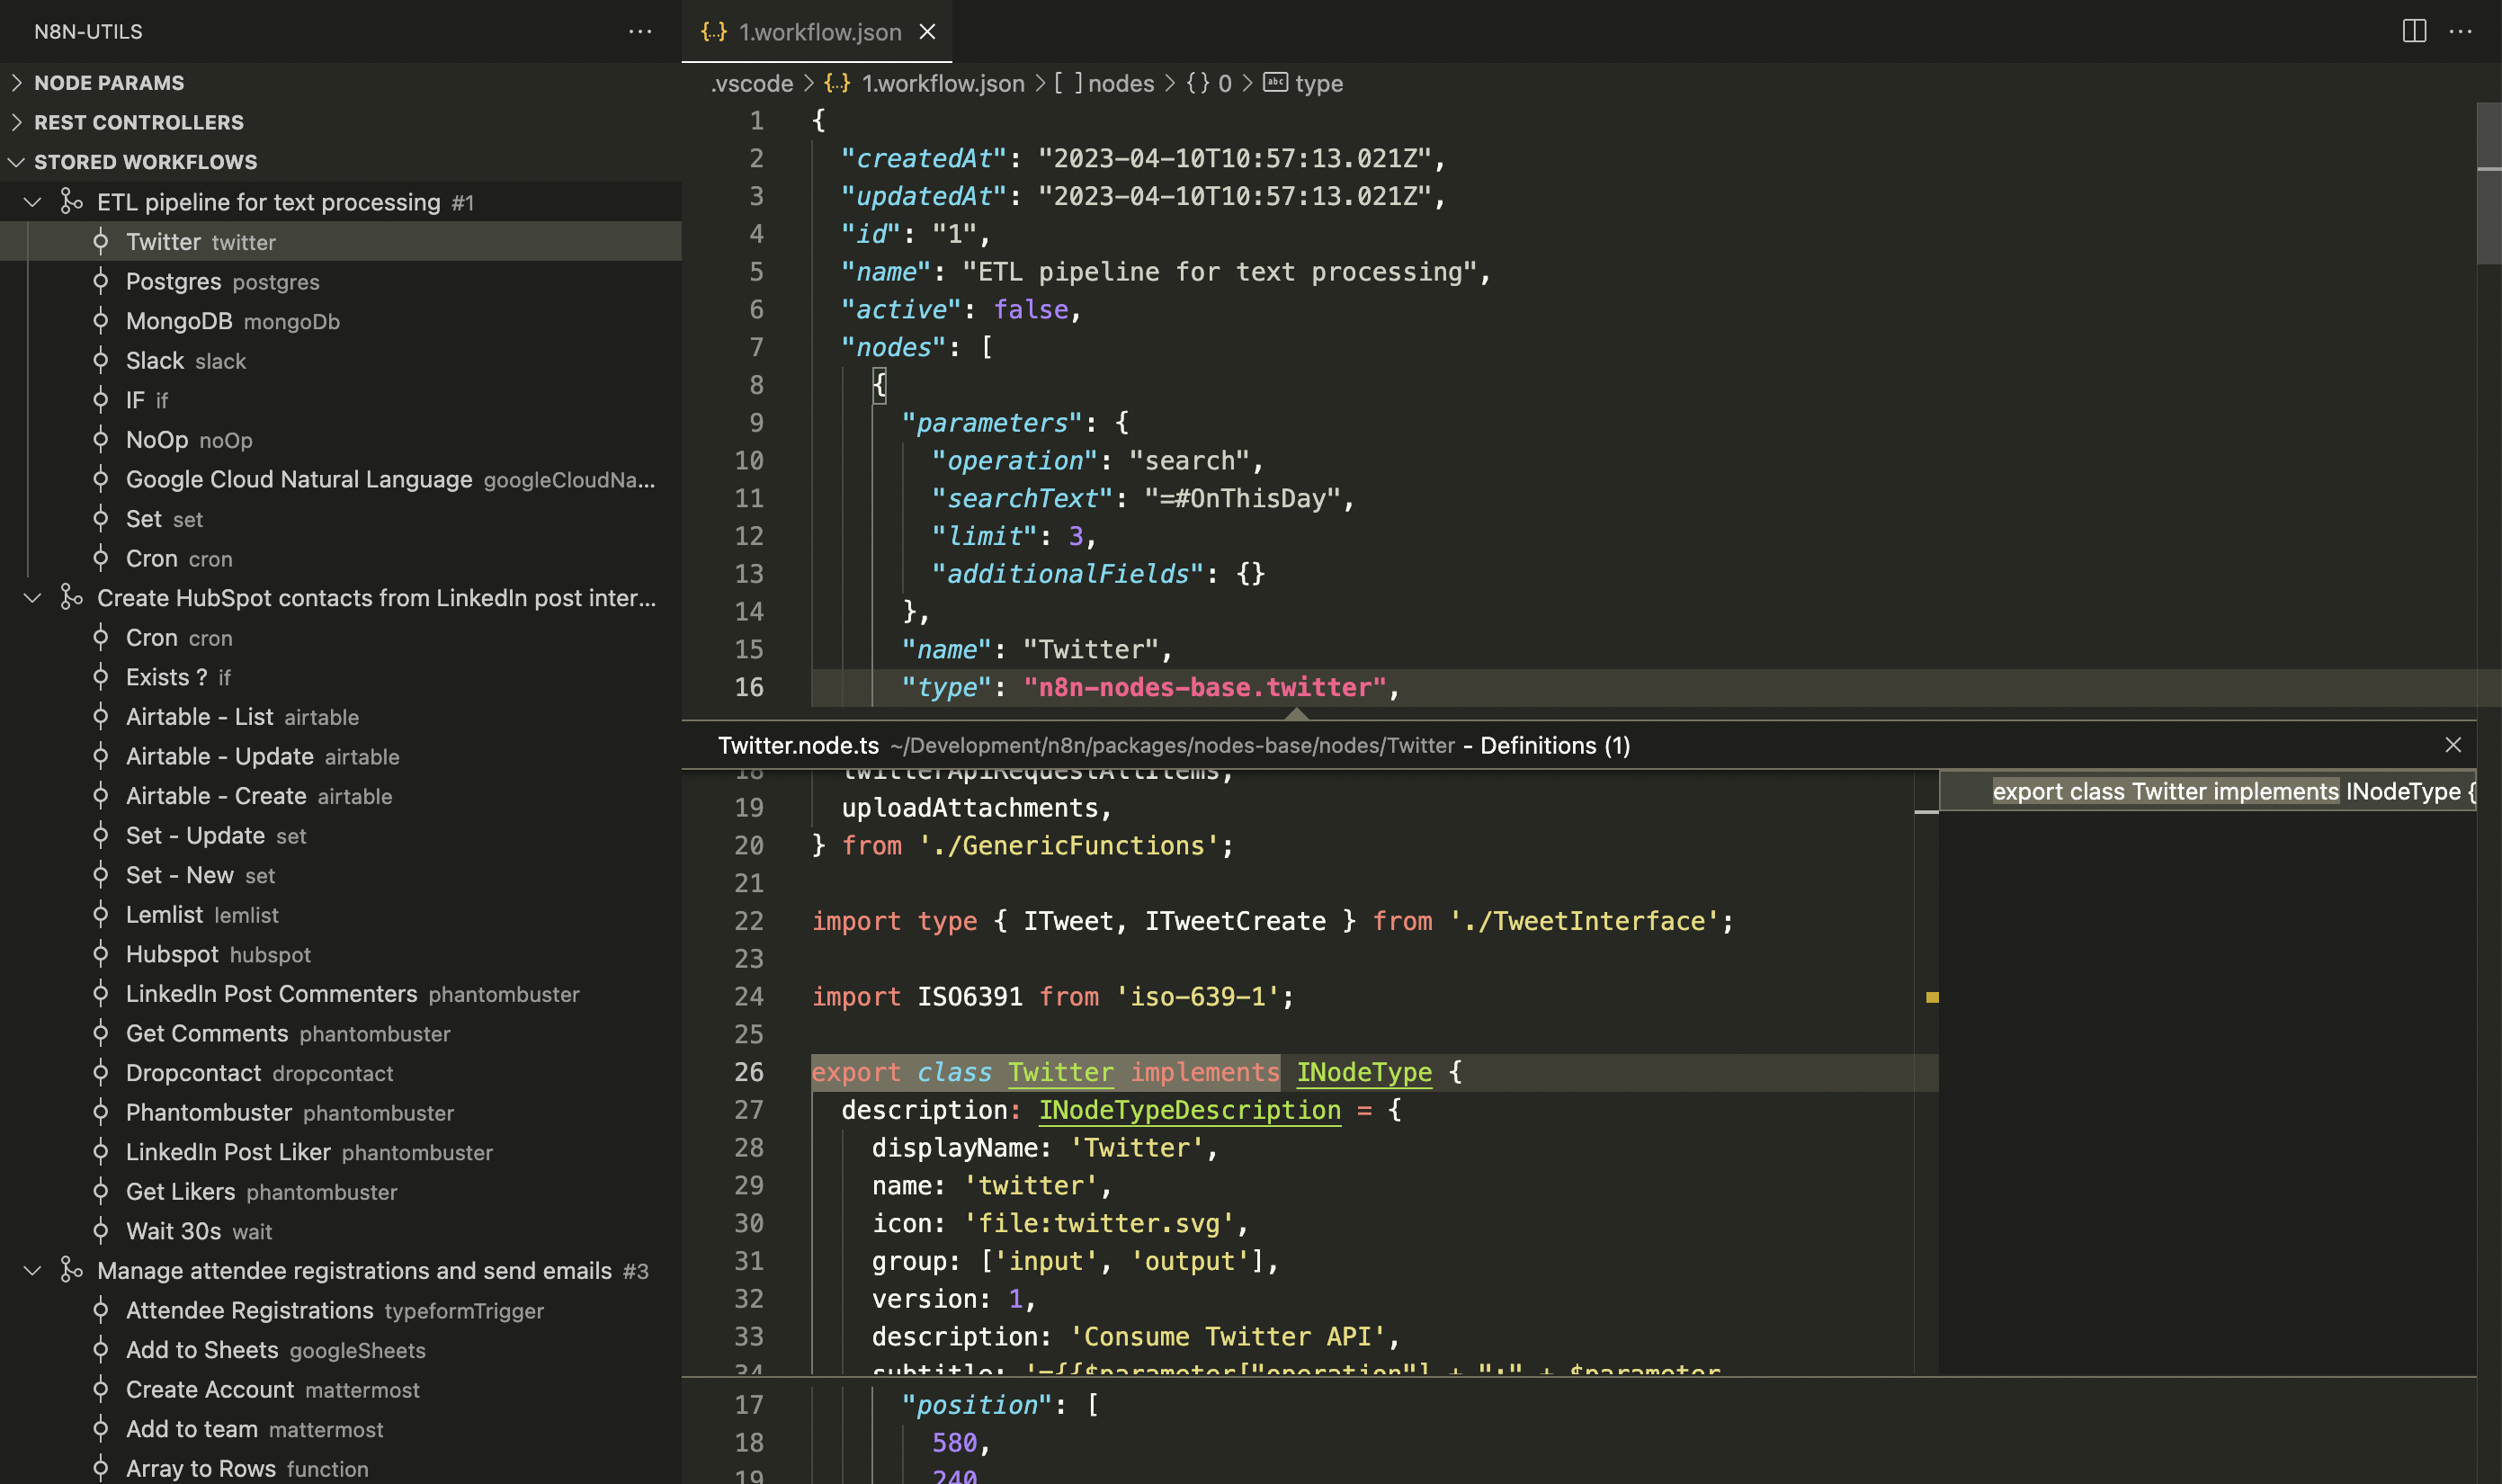 N8N-UTILS
NODE PARAMS
REST CONTROLLERS
STORED WORKFLOWS
ETL pipeline for text processing #1
Twitter twitter
Postgres postgres
MongoDB mongoDb
Slack slack
IF if
NoOp noOp
Google Cloud Natural Language googleCloudNa...
Set set
Cron cron
Create HubSpot contacts from LinkedIn post inter...
Cron cron
Exists ? if
Airtable - List airtable
Airtable - Update airtable
Airtable - Create airtable
Set - Update set
Set - New set
Lemlist lemlist
Hubspot hubspot
LinkedIn Post Commenters phantombuster
Get Comments phantombuster
Dropcontact dropcontact
Phantombuster phantombuster
LinkedIn Post Liker phantombuster
Get Likers phantombuster
Wait 30s wait
Manage attendee registrations and send emails #3
Attendee Registrations typeformTrigger
Add to Sheets googleSheets
Create Account mattermost
Add to team mattermost
Array to Rows function
{...} 1.workflow.json
.vscode > {...} 1.workflow.json > [ ] nodes > {} 0 > abc type
1 {
2 "createdAt": "2023-04-10T10:57:13.021Z",
3 "updatedAt": "2023-04-10T10:57:13.021Z",
4 "id": "1",
5 "name": "ETL pipeline for text processing",
6 "active": false,
7 "nodes": [
8 {
9 "parameters": {
10 "operation": "search",
11 "searchText": "=#OnThisDay",
12 "limit": 3,
13 "additionalFields": {}
14 },
15 "name": "Twitter",
16 "type": "n8n-nodes-base.twitter",
Twitter.node.ts ~/Development/n8n/packages/nodes-base/nodes/Twitter - Definitions (1)
18 twitterApiRequestAllItems,
19 uploadAttachments,
20 } from './GenericFunctions';
21
22 import type { ITweet, ITweetCreate } from './TweetInterface';
23
24 import ISO6391 from 'iso-639-1';
25
26 export class Twitter implements INodeType {
27 description: INodeTypeDescription = {
28 displayName: 'Twitter',
29 name: 'twitter',
30 icon: 'file:twitter.svg',
31 group: ['input', 'output'],
32 version: 1,
33 description: 'Consume Twitter API',
34 subtitle: '={{$parameter["operation"] + ":" + $parameter
export class Twitter implements INodeType {
17 "position": [
18 580,
19 240